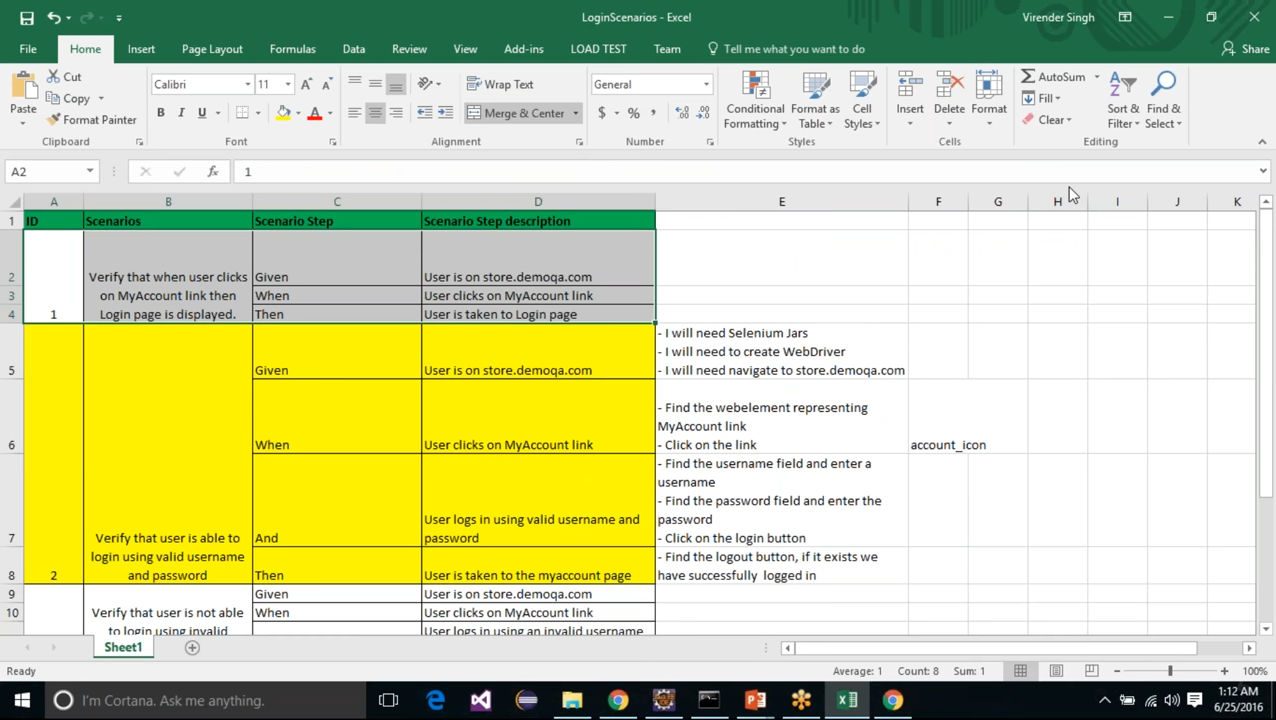 LoginScenarios - Excel
Virender Singh
File Home Insert Page Layout Formulas Data Review View Add-ins LOAD TEST Team Tell me what you want to do Share
Paste
Cut
Copy
Format Painter
Clipboard
Calibri 11
B I U
Font
Wrap Text
Merge & Center
Alignment
General
$ % ,
Number
Conditional Formatting
Format as Table
Cell Styles
Styles
Insert Delete Format
Cells
AutoSum
Fill
Clear
Sort & Filter
Find & Select
Editing
A2 fx 1
A B C D E F G H I J K
1 ID Scenarios Scenario Step Scenario Step description
2 Verify that when user clicks Given User is on store.demoqa.com
3 on MyAccount link then When User clicks on MyAccount link
4 1 Login page is displayed. Then User is taken to Login page
- I will need Selenium Jars
- I will need to create WebDriver
5 Given User is on store.demoqa.com - I will need navigate to store.demoqa.com
- Find the webelement representing
MyAccount link
6 When User clicks on MyAccount link - Click on the link account_icon
- Find the username field and enter a
username
- Find the password field and enter the
User logs in using valid username and password
7 Verify that user is able to And password - Click on the login button
login using valid username - Find the logout button, if it exists we
8 2 and password Then User is taken to the myaccount page have successfully logged in
9 Given User is on store.demoqa.com
10 Verify that user is not able When User clicks on MyAccount link
to login using invalid User logs in using an invalid username
Sheet1
Ready Average: 1 Count: 8 Sum: 1 100%
I'm Cortana. Ask me anything.
1:12 AM
6/25/2016